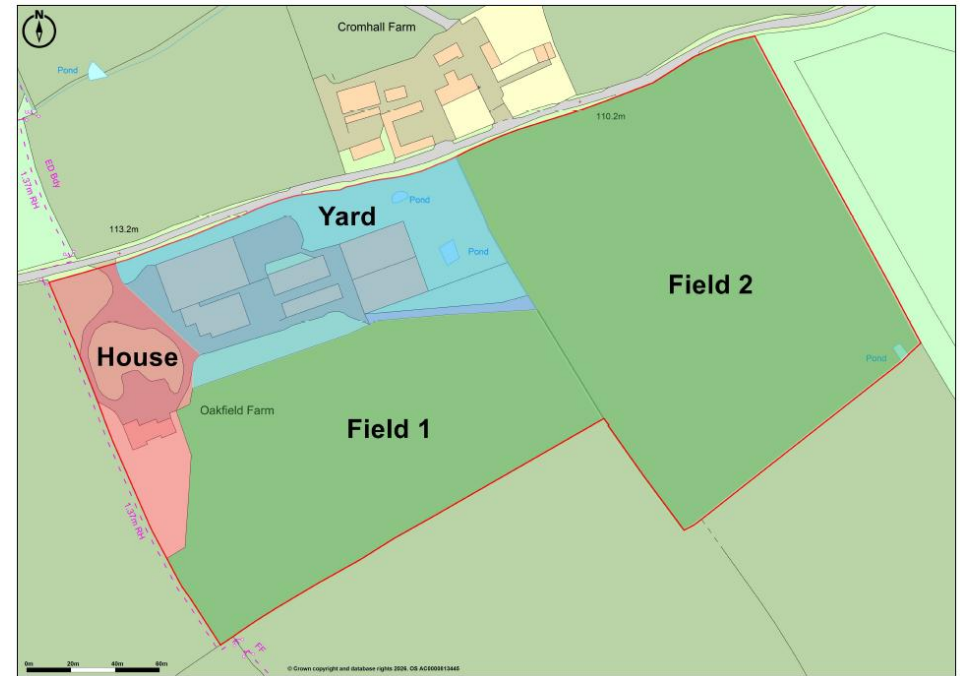 N
Cromhall Farm
Pond
110.2m
ED Bdy
1.37m RH
Yard
Pond
113.2m
Pond
Field 2
House
Pond
Oakfield Farm
Field 1
1.37m RH
FF
0m 20m 40m 60m
© Crown copyright and database rights 2026. OS AC0000813445